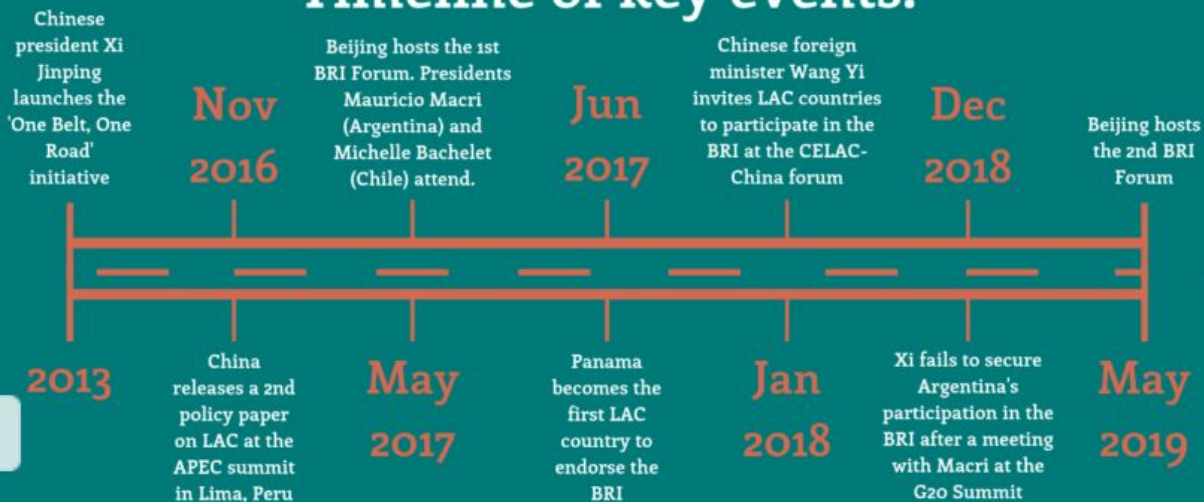 Timeline of key events:
Chinese
president Xi
Jinping
launches the
'One Belt, One
Road'
initiative
2013
Nov
2016
China
releases a 2nd
policy paper
on LAC at the
APEC summit
in Lima, Peru
Beijing hosts the 1st
BRI Forum. Presidents
Mauricio Macri
(Argentina) and
Michelle Bachelet
(Chile) attend.
May
2017
Jun
2017
Panama
becomes the
first LAC
country to
endorse the
BRI
Chinese foreign
minister Wang Yi
invites LAC countries
to participate in the
BRI at the CELAC-
China forum
Jan
2018
Dec
2018
Xi fails to secure
Argentina's
participation in the
BRI after a meeting
with Macri at the
G20 Summit
Beijing hosts
the 2nd BRI
Forum
May
2019